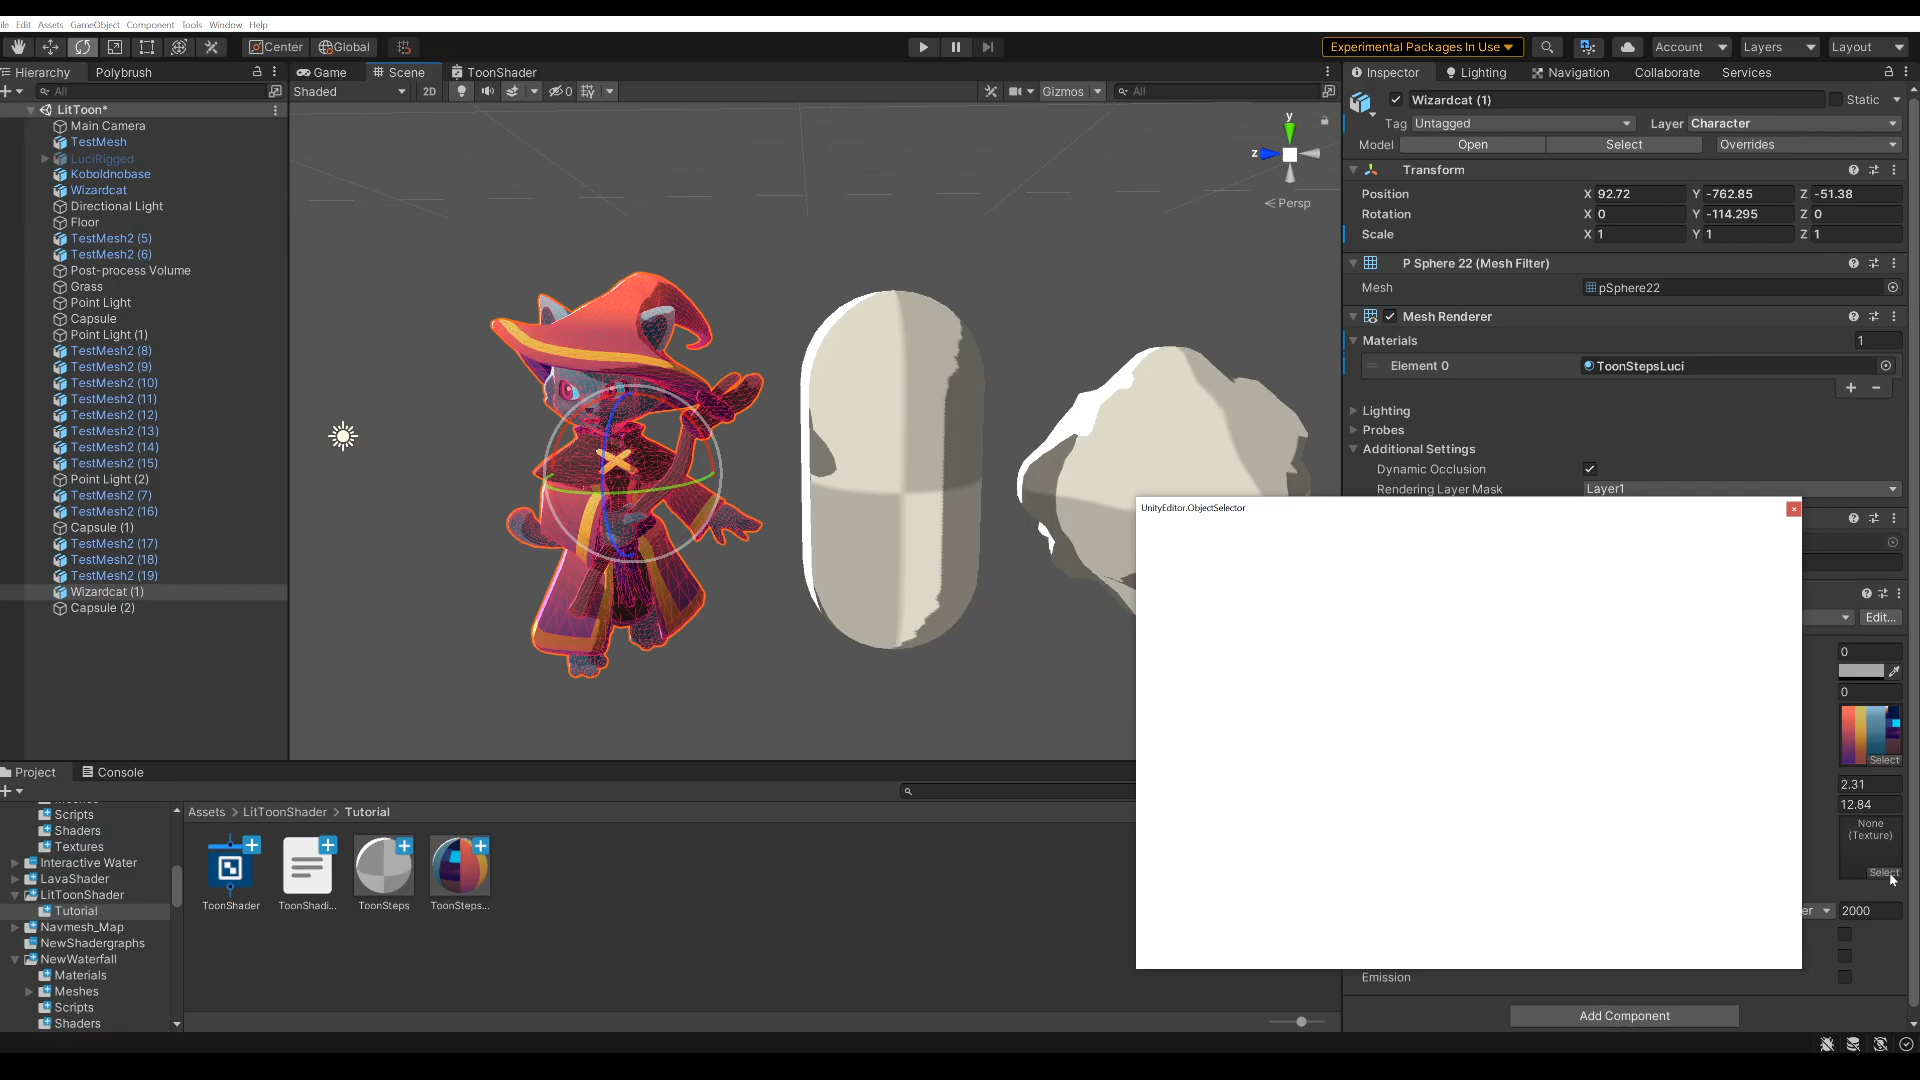 ile Edit Assets GameObject Component Tools Window Help
Center Global
Experimental Packages In Use Account Layers Layout
Hierarchy Polybrush
Game Scene ToonShader
Inspector Lighting Navigation Collaborate Services
All
Shaded 2D 0 Gizmos All
LitToon*
Main Camera
TestMesh
LuciRigged
Koboldnobase
Wizardcat
Directional Light
Floor
TestMesh2 (5)
TestMesh2 (6)
Post-process Volume
Grass
Point Light
Capsule
Point Light (1)
TestMesh2 (8)
TestMesh2 (9)
TestMesh2 (10)
TestMesh2 (11)
TestMesh2 (12)
TestMesh2 (13)
TestMesh2 (14)
TestMesh2 (15)
Point Light (2)
TestMesh2 (7)
TestMesh2 (16)
Capsule (1)
TestMesh2 (17)
TestMesh2 (18)
TestMesh2 (19)
Wizardcat (1)
Capsule (2)
y
z
Persp
Wizardcat (1) Static
Tag Untagged Layer Character
Model Open Select Overrides
Transform
Position X 92.72 Y -762.85 Z -51.38
Rotation X 0 Y -114.295 Z 0
Scale X 1 Y 1 Z 1
P Sphere 22 (Mesh Filter)
Mesh pSphere22
Mesh Renderer
Materials 1
Element 0 ToonStepsLuci
Lighting
Probes
Additional Settings
Dynamic Occlusion
Rendering Layer Mask Layer1
UnityEditor.ObjectSelector
Edit...
0
0
Select
2.31
12.84
None
(Texture)
Select
er 2000
Emission
Add Component
Project Console
Scripts
Shaders
Textures
Interactive Water
LavaShader
LitToonShader
Tutorial
Navmesh_Map
NewShadergraphs
NewWaterfall
Materials
Meshes
Scripts
Shaders
Assets > LitToonShader > Tutorial
ToonShader ToonShadi... ToonSteps ToonSteps...